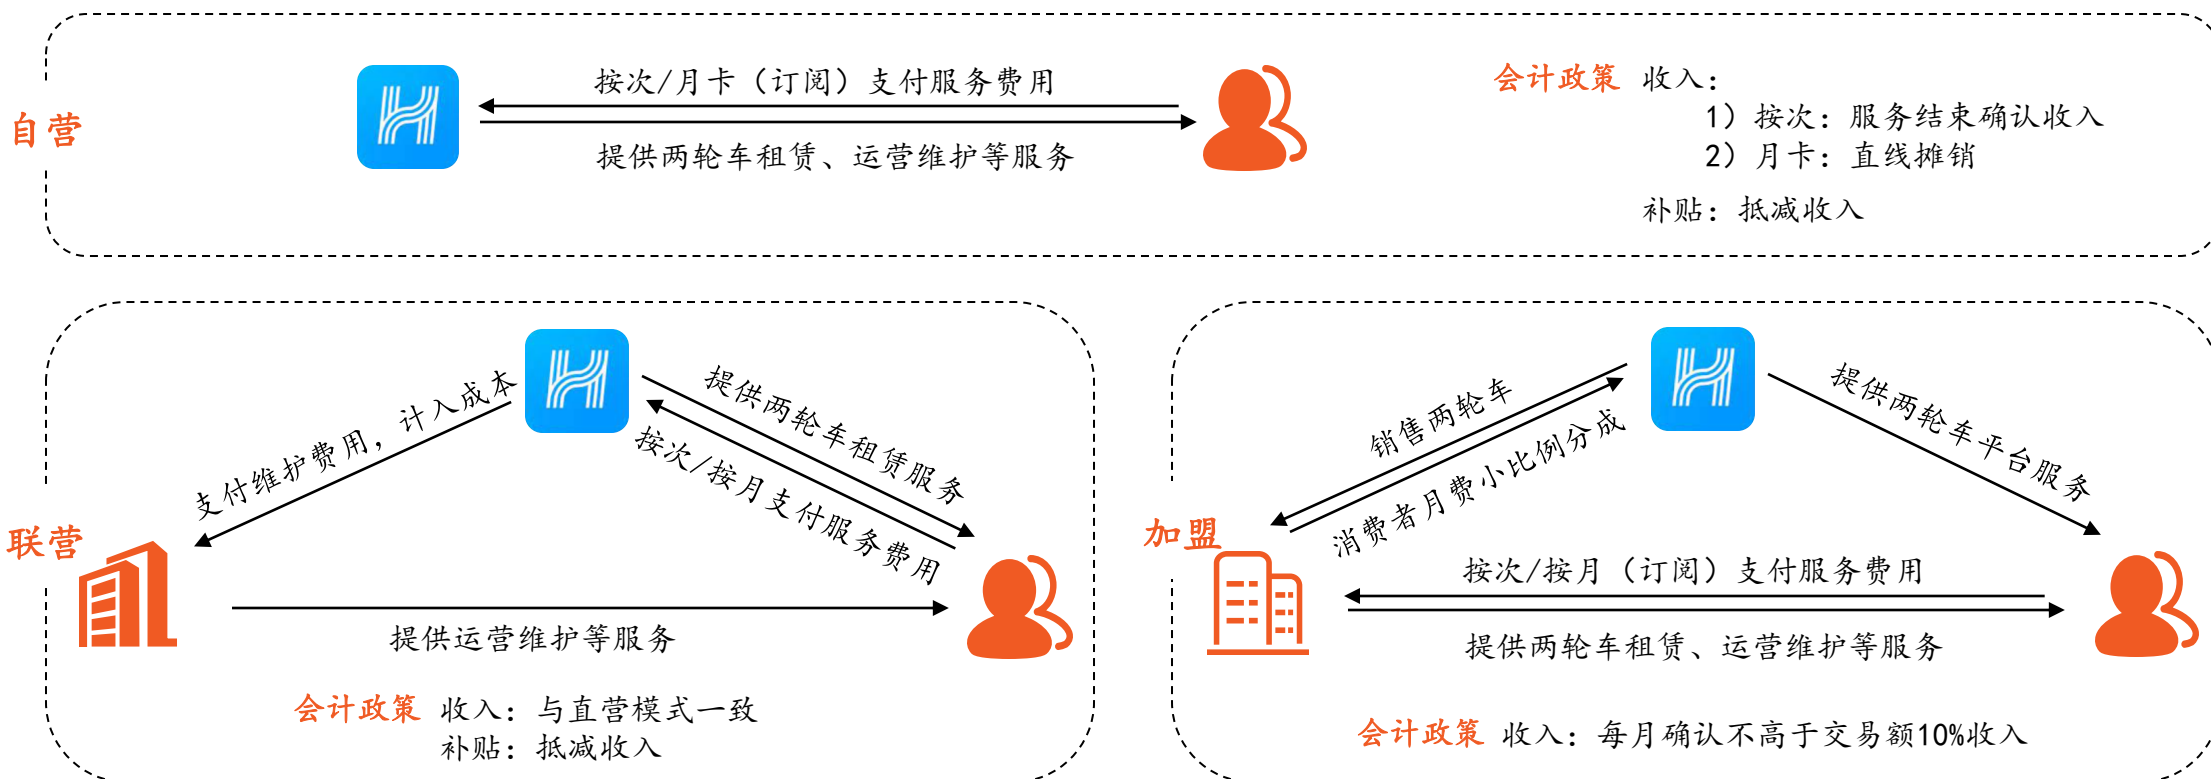 自营
按次/月卡（订阅）支付服务费用
提供两轮车租赁、运营维护等服务
会计政策 收入：
1）按次：服务结束确认收入
2）月卡：直线摊销
补贴：抵减收入
联营
支付维护费用，计入成本
提供两轮车租赁服务
按次/按月支付服务费用
提供运营维护等服务
会计政策 收入：与直营模式一致
补贴：抵减收入
加盟
销售两轮车
消费者月费小比例分成
提供两轮车平台服务
按次/按月（订阅）支付服务费用
提供两轮车租赁、运营维护等服务
会计政策 收入：每月确认不高于交易额10%收入